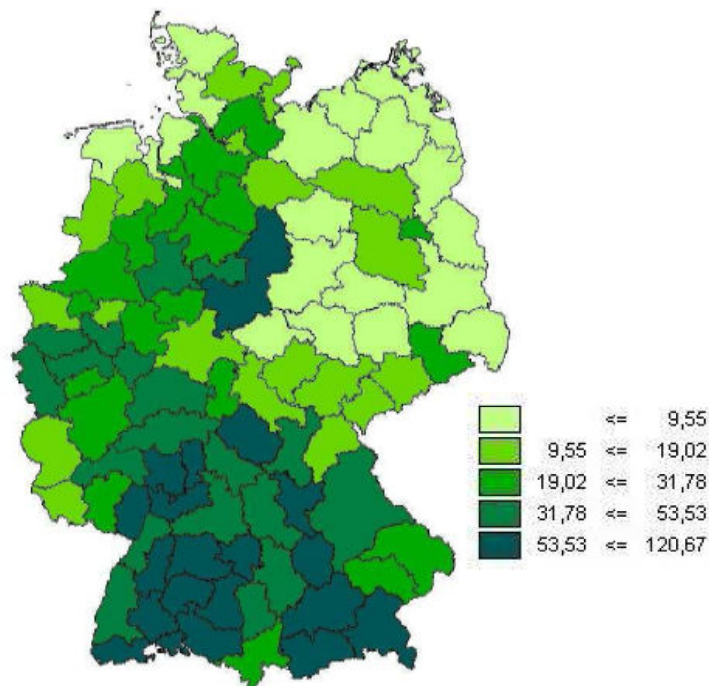 <= 9,55
9,55 <= 19,02
19,02 <= 31,78
31,78 <= 53,53
53,53 <= 120,67